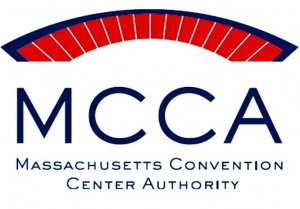 MCCA
MASSACHUSETTS CONVENTION
CENTER AUTHORITY